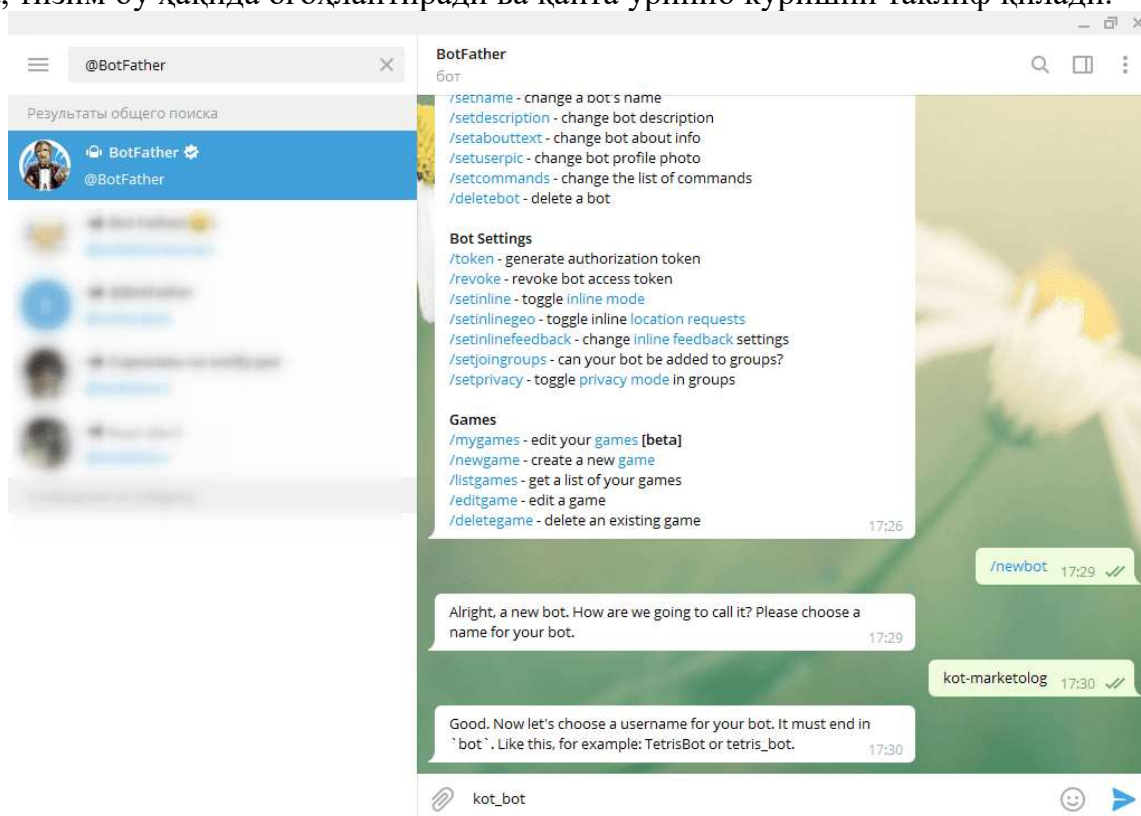 , тизим бу ҳақида огоҳлантиради ва қайта уриниб кўришни таклиф қилади.
@BotFather
Результаты общего поиска
BotFather
@BotFather
BotFather
бот
/setname - change a bot's name
/setdescription - change bot description
/setabouttext - change bot about info
/setuserpic - change bot profile photo
/setcommands - change the list of commands
/deletebot - delete a bot
Bot Settings
/token - generate authorization token
/revoke - revoke bot access token
/setinline - toggle inline mode
/setinlinegeo - toggle inline location requests
/setinlinefeedback - change inline feedback settings
/setjoingroups - can your bot be added to groups?
/setprivacy - toggle privacy mode in groups
Games
/mygames - edit your games [beta]
/newgame - create a new game
/listgames - get a list of your games
/editgame - edit a game
/deletegame - delete an existing game
17:26
/newbot 17:29
Alright, a new bot. How are we going to call it? Please choose a
name for your bot.
17:29
kot-marketolog 17:30
Good. Now let's choose a username for your bot. It must end in
`bot`. Like this, for example: TetrisBot or tetris_bot.
17:30
kot_bot